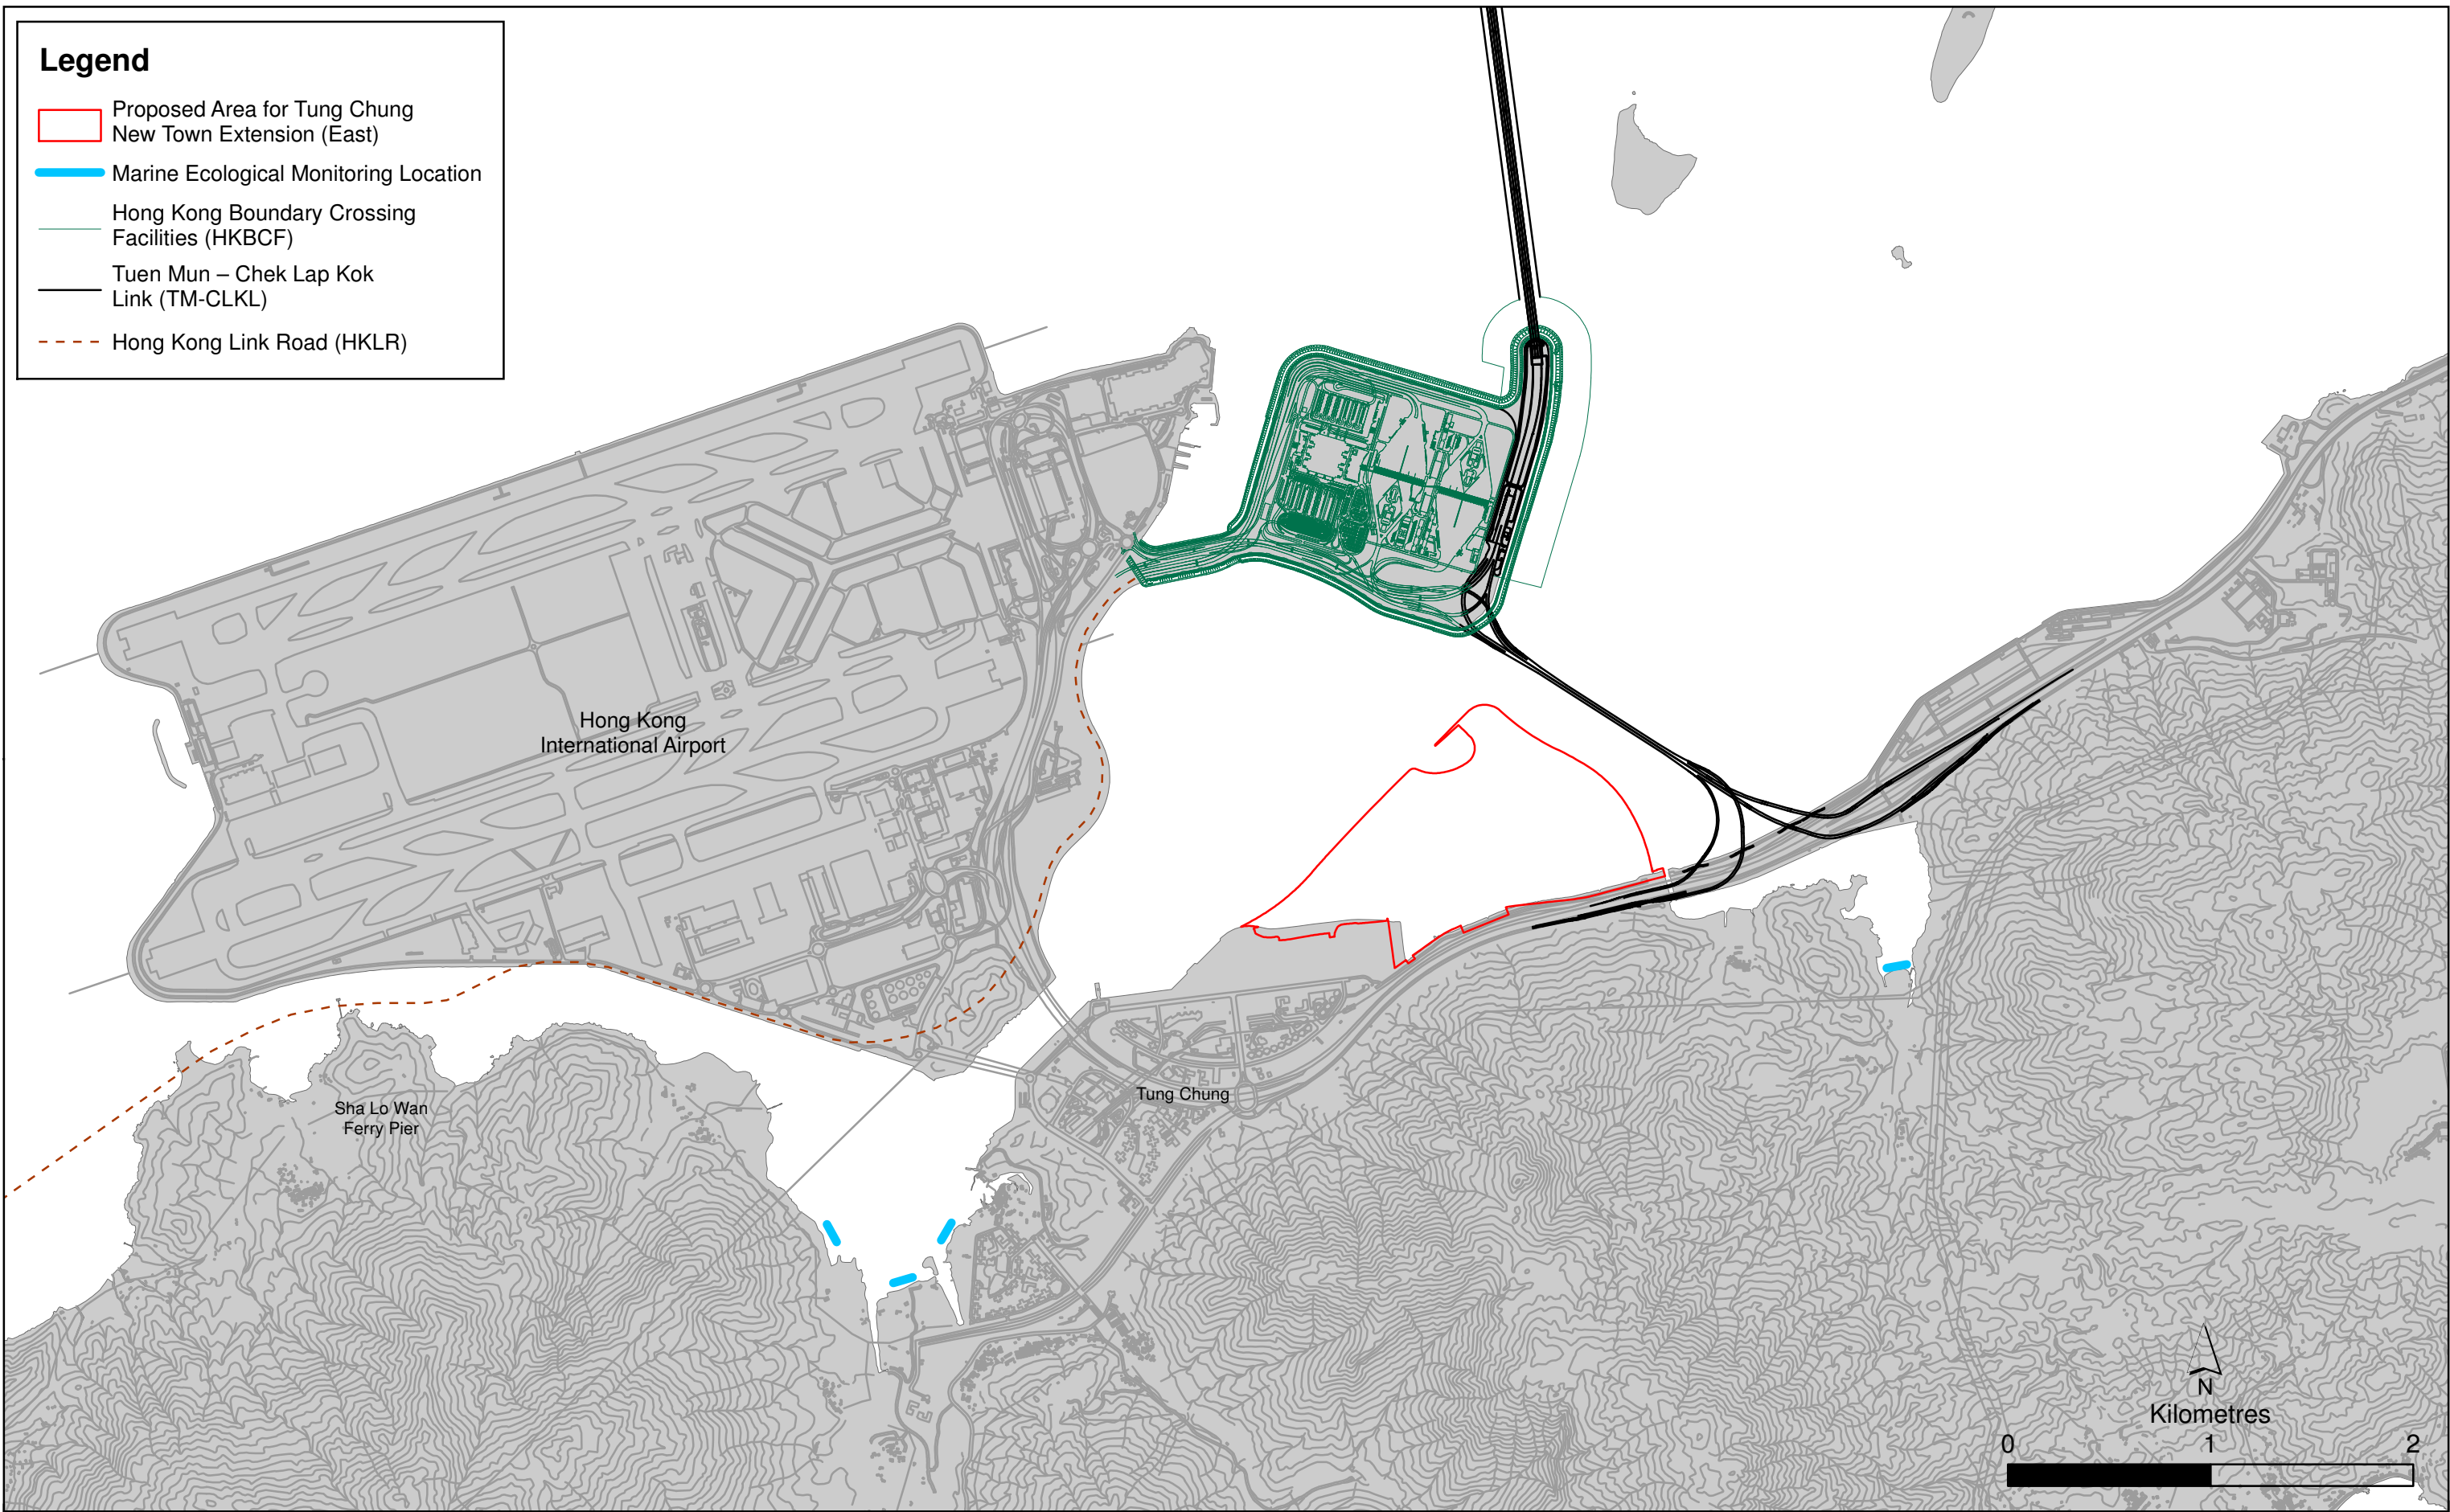 Legend
Proposed Area for Tung Chung
New Town Extension (East)
Marine Ecological Monitoring Location
Hong Kong Boundary Crossing
Facilities (HKBCF)
Tuen Mun – Chek Lap Kok
Link (TM-CLKL)
Hong Kong Link Road (HKLR)
Hong Kong
International Airport
Tung Chung
Sha Lo Wan
Ferry Pier
N
Kilometres
0 1 2